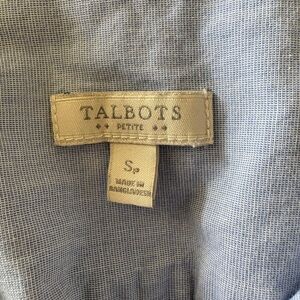 TALBOTS
PETITE
SP
MADE IN
BANGLADESH